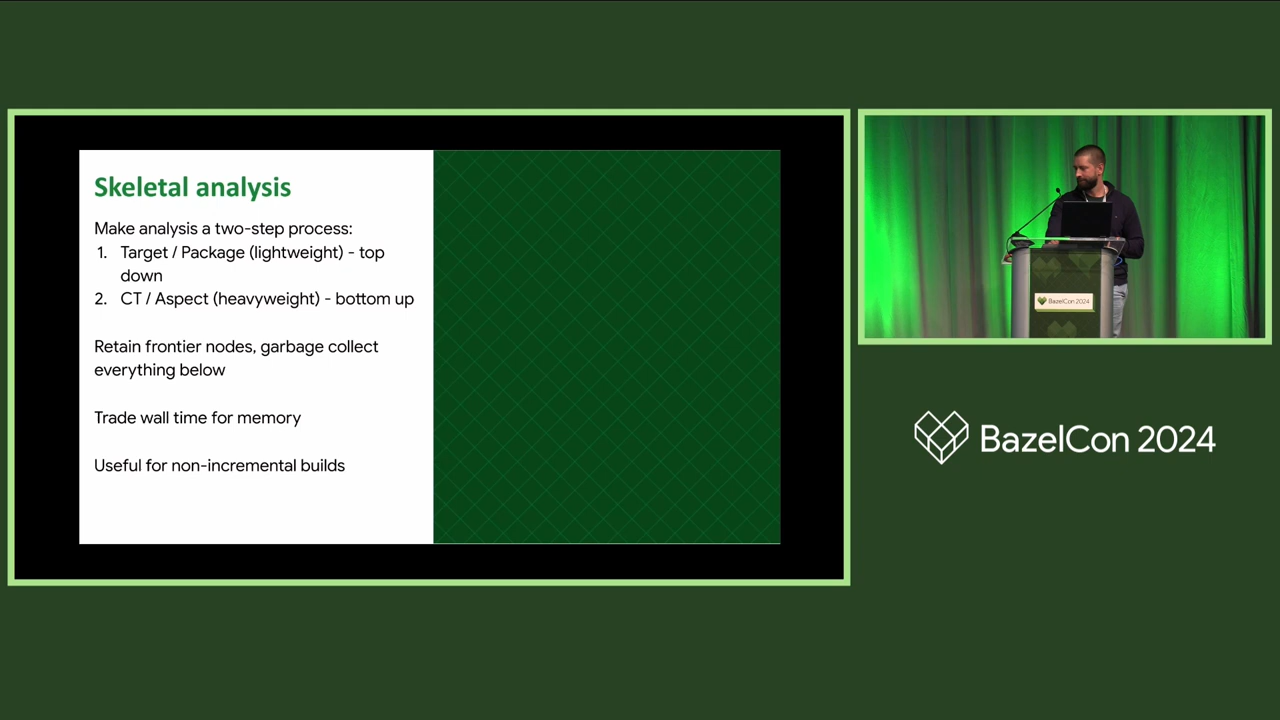 Skeletal analysis
Make analysis a two-step process:
1. Target / Package (lightweight) - top
down
2. CT / Aspect (heavyweight) - bottom up
Retain frontier nodes, garbage collect
everything below
Trade wall time for memory
Useful for non-incremental builds
BazelCon 2024
BazelCon 2024